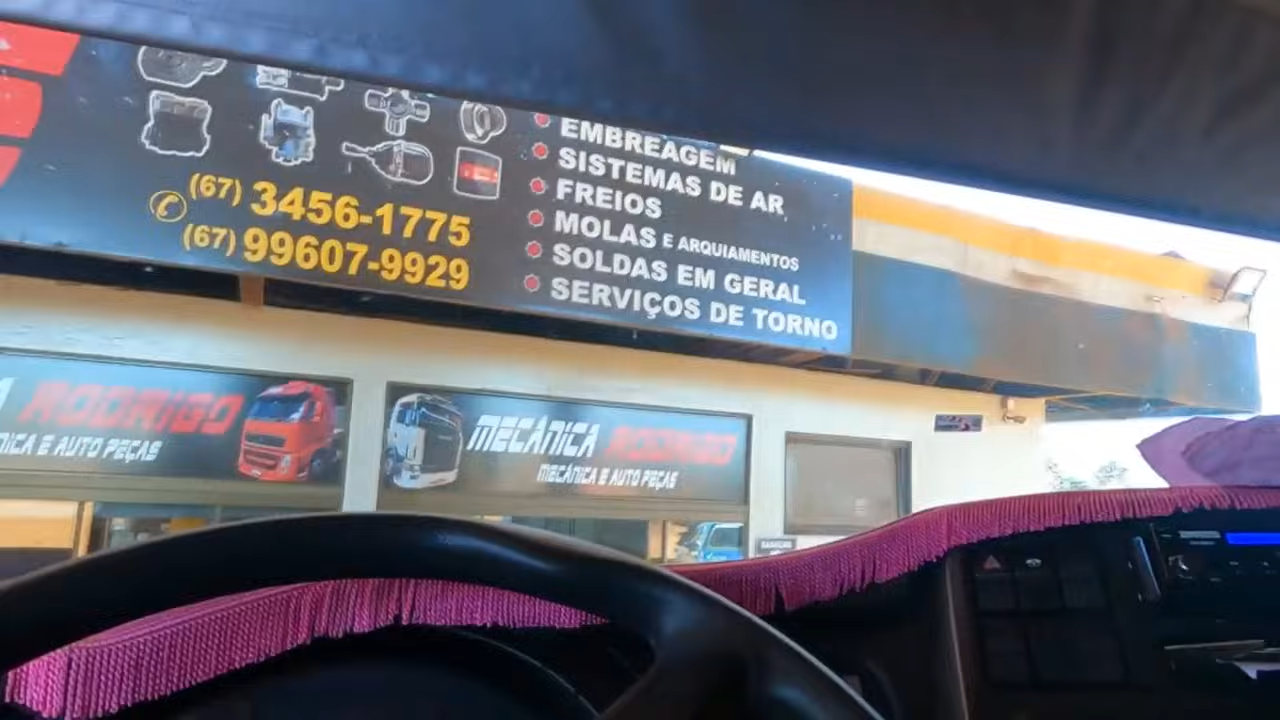 EMBREAGEM
SISTEMAS DE AR
FREIOS
MOLAS E ARQUIAMENTOS
SOLDAS EM GERAL
SERVIÇOS DE TORNO
(67) 3456-1775
(67) 99607-9929
RODRIGO
NICA E AUTO PEÇAS
MECÂNICA RODRIGO
MECÂNICA E AUTO PEÇAS